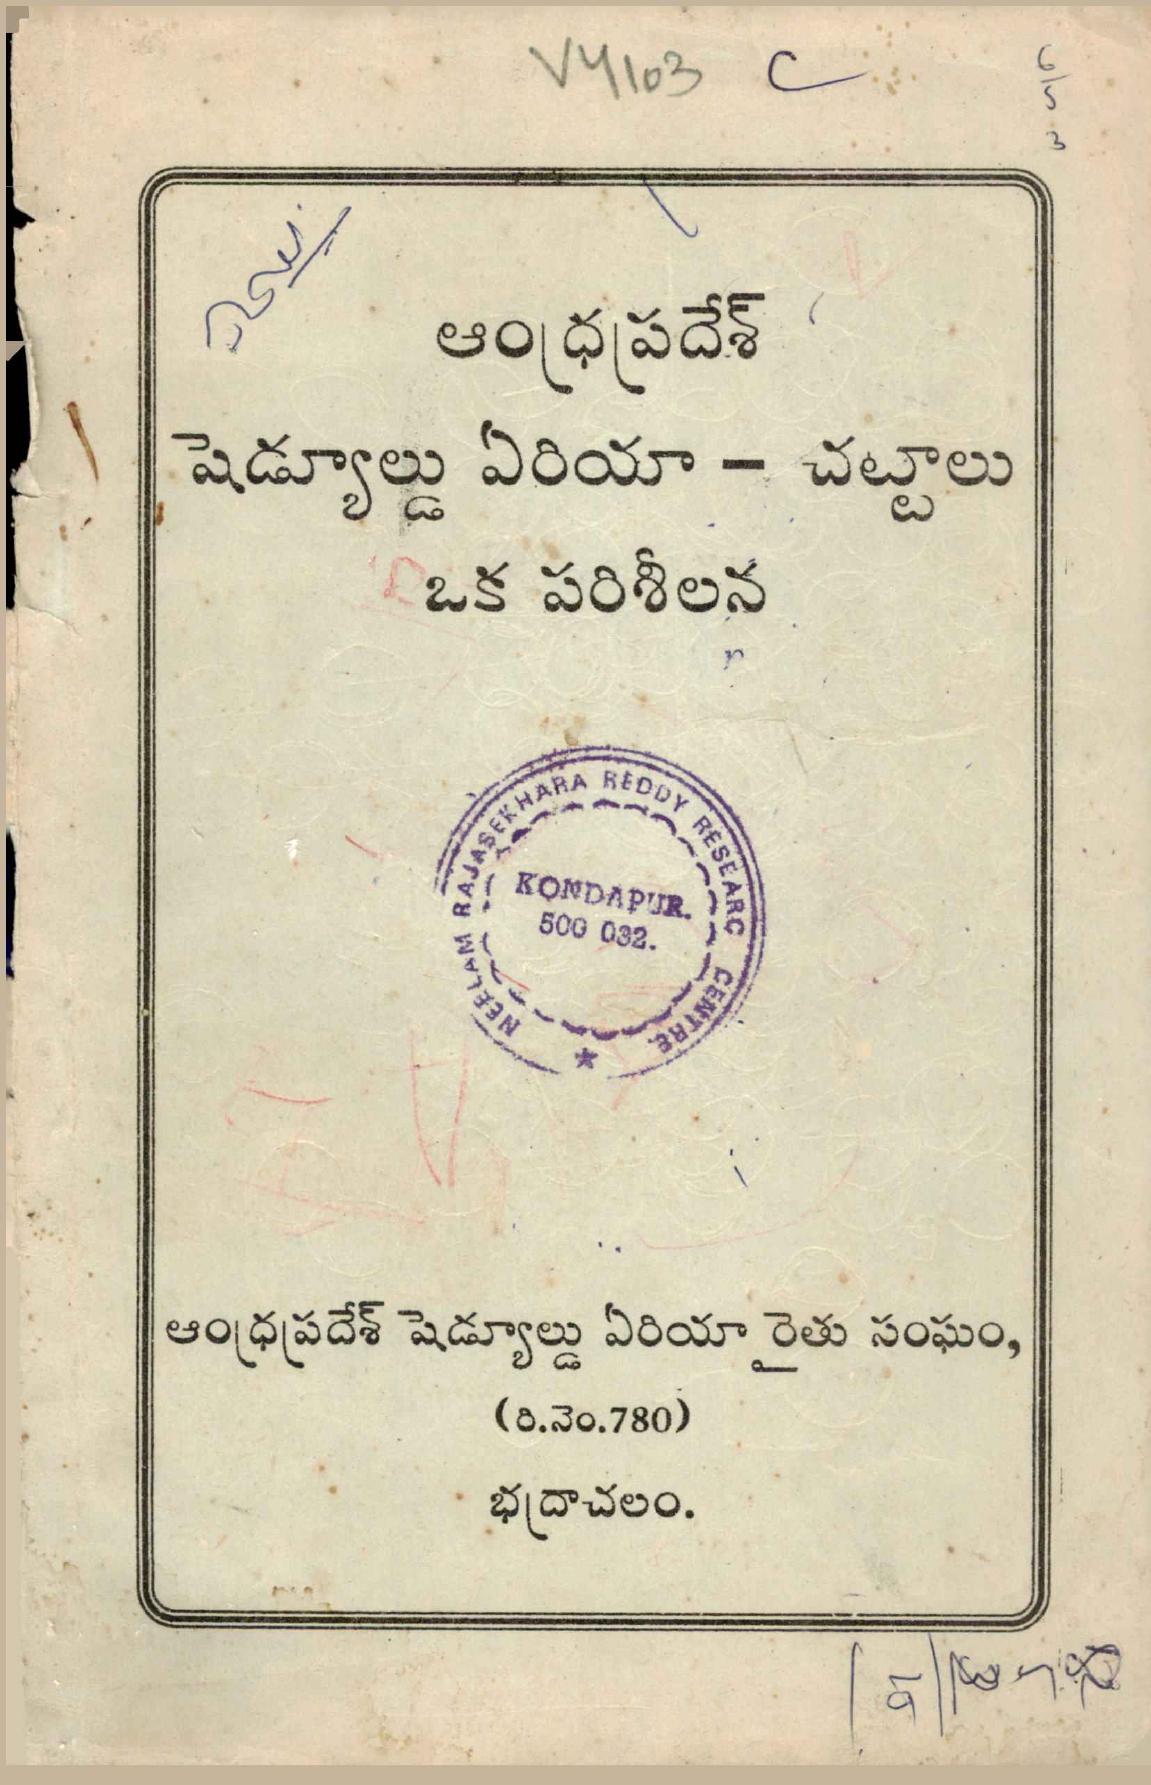 V4103
ఆంధ్రప్రదేశ్
షెడ్యూల్డు ఏరియా - చట్టాలు
ఒక పరిశీలన
NEELAM RAJASEKHARA REDDY RESEARC CENTRE
KONDAPUR.
500 032.
ఆంధ్రప్రదేశ్ షెడ్యూల్డు ఏరియా రైతు సంఘం,
(రి.నెం.780)
భద్రాచలం.